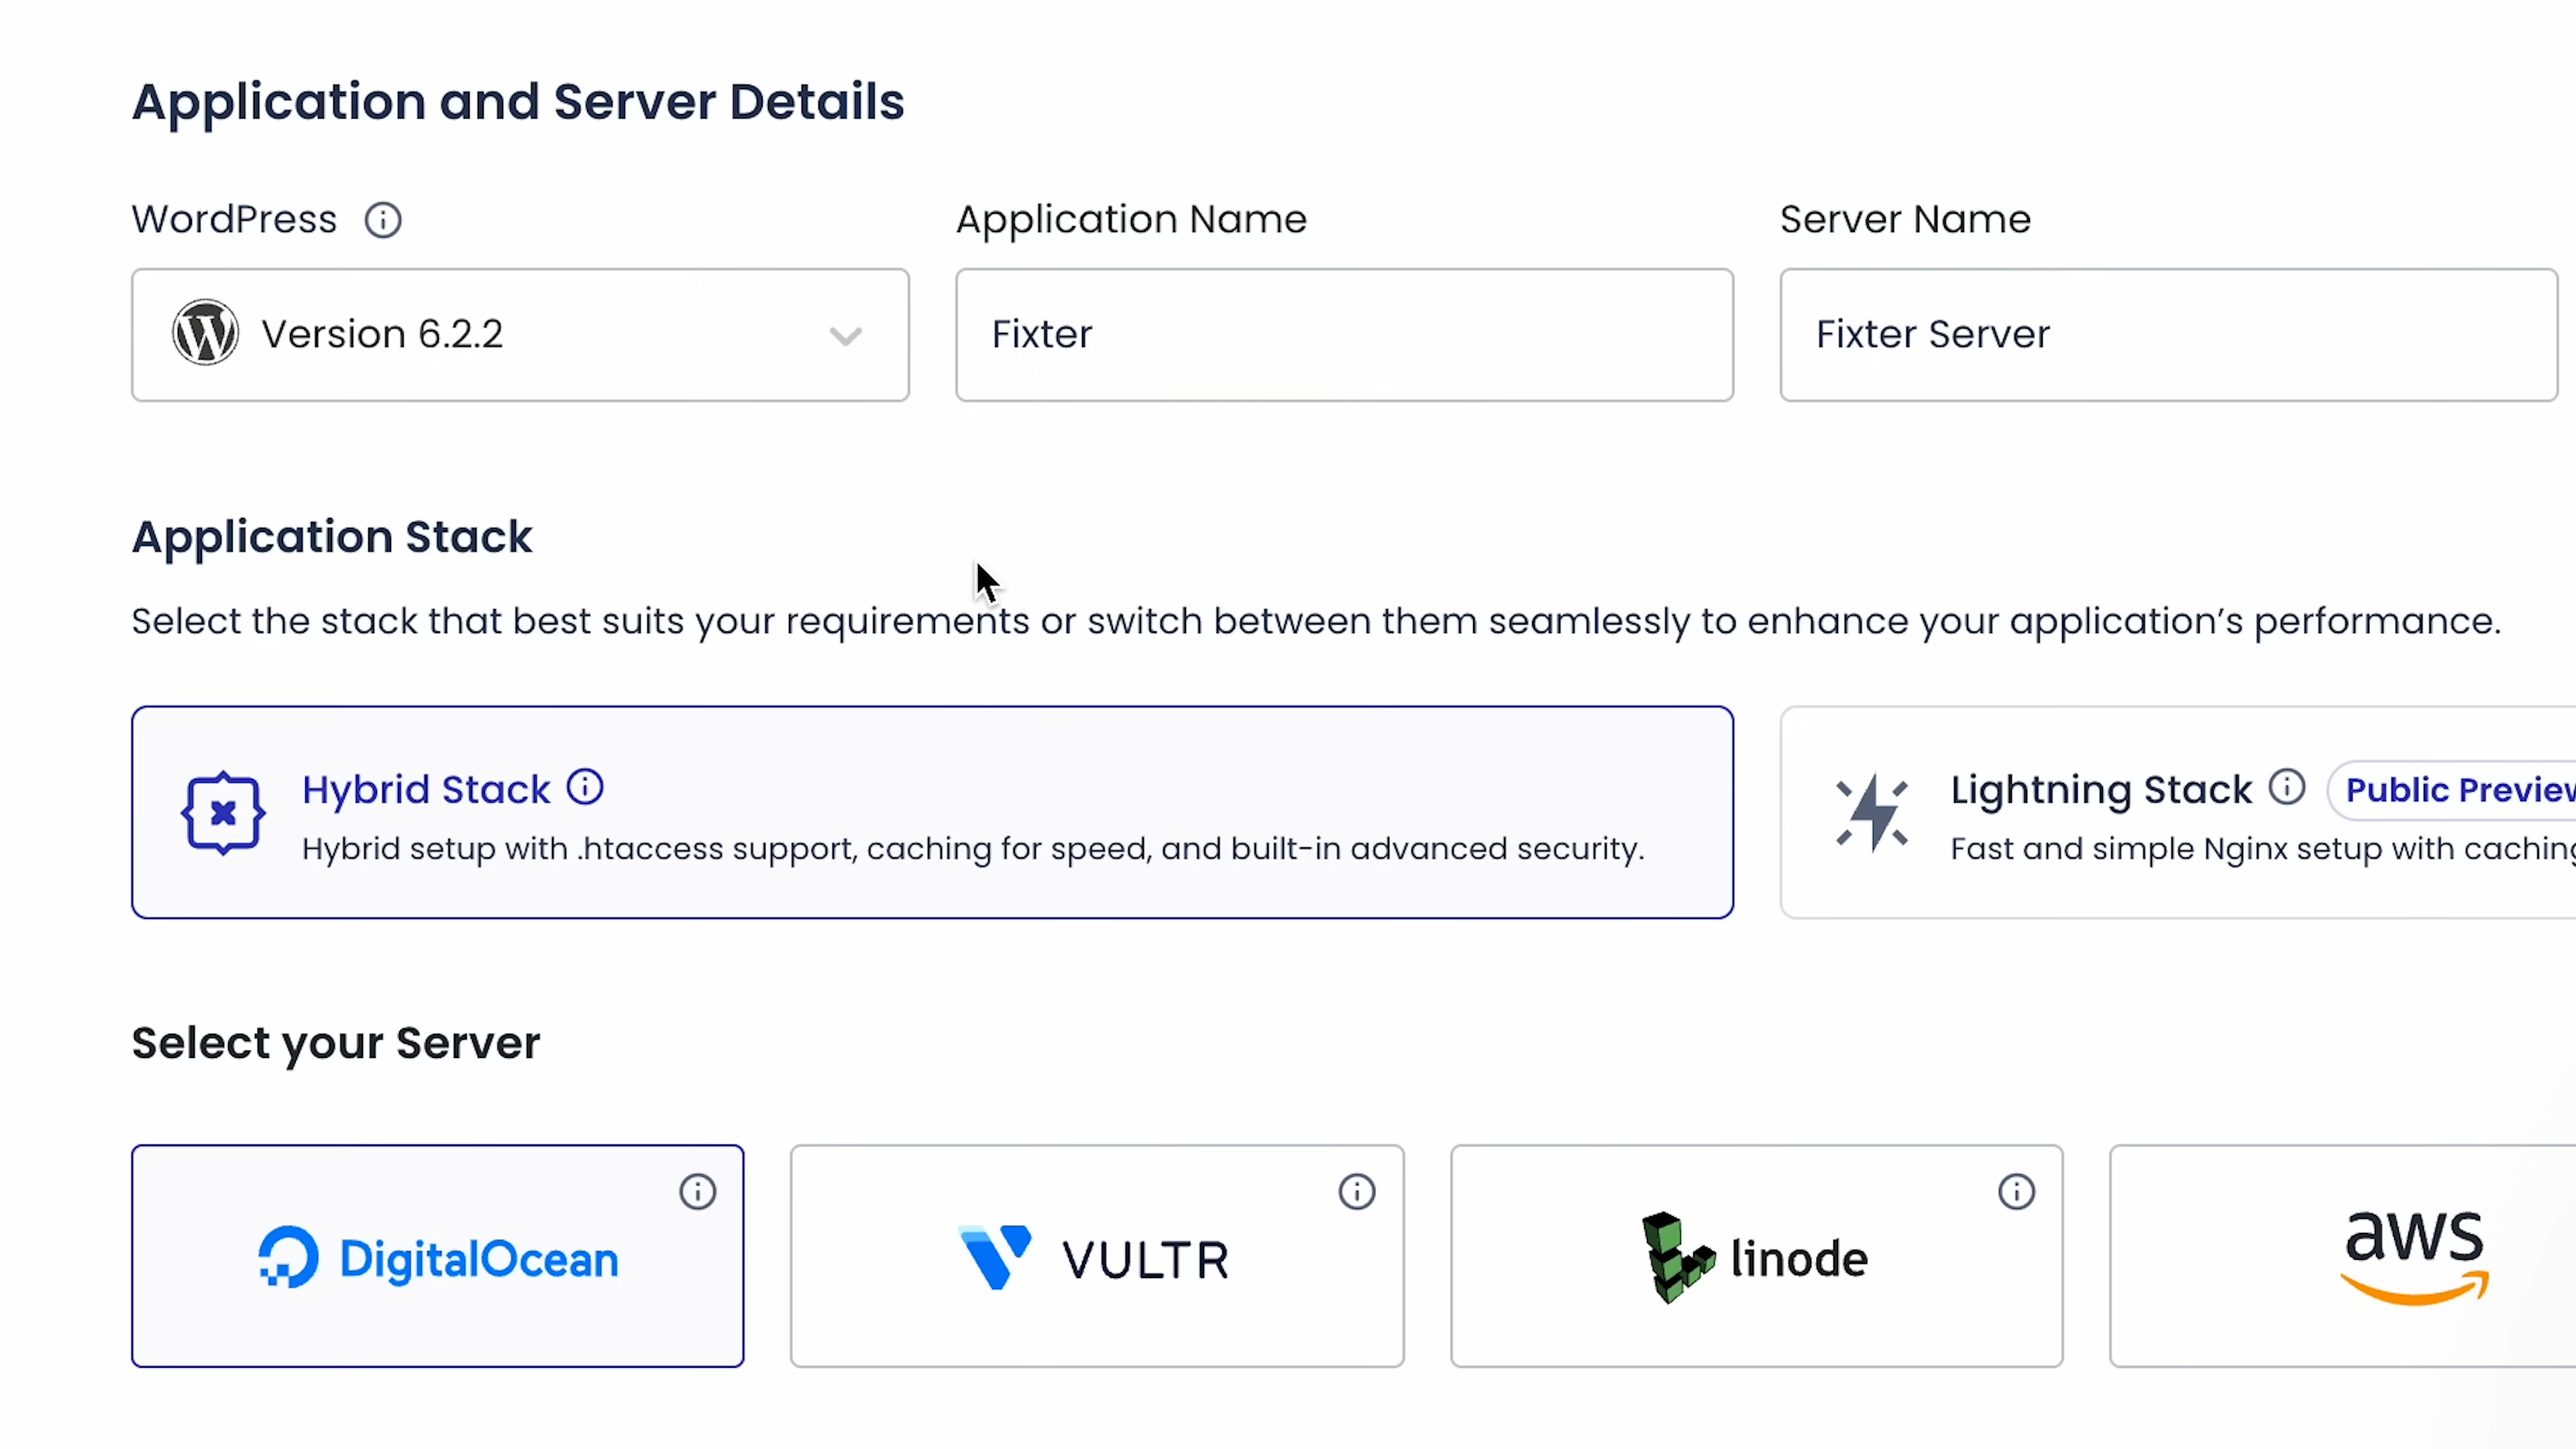 Application and Server Details
WordPress
Application Name
Server Name
Version 6.2.2
Fixter
Fixter Server
Application Stack
Select the stack that best suits your requirements or switch between them seamlessly to enhance your application’s performance.
Hybrid Stack
Hybrid setup with .htaccess support, caching for speed, and built-in advanced security.
Lightning Stack
Public Preview
Fast and simple Nginx setup with caching
Select your Server
DigitalOcean
VULTR
linode
aws